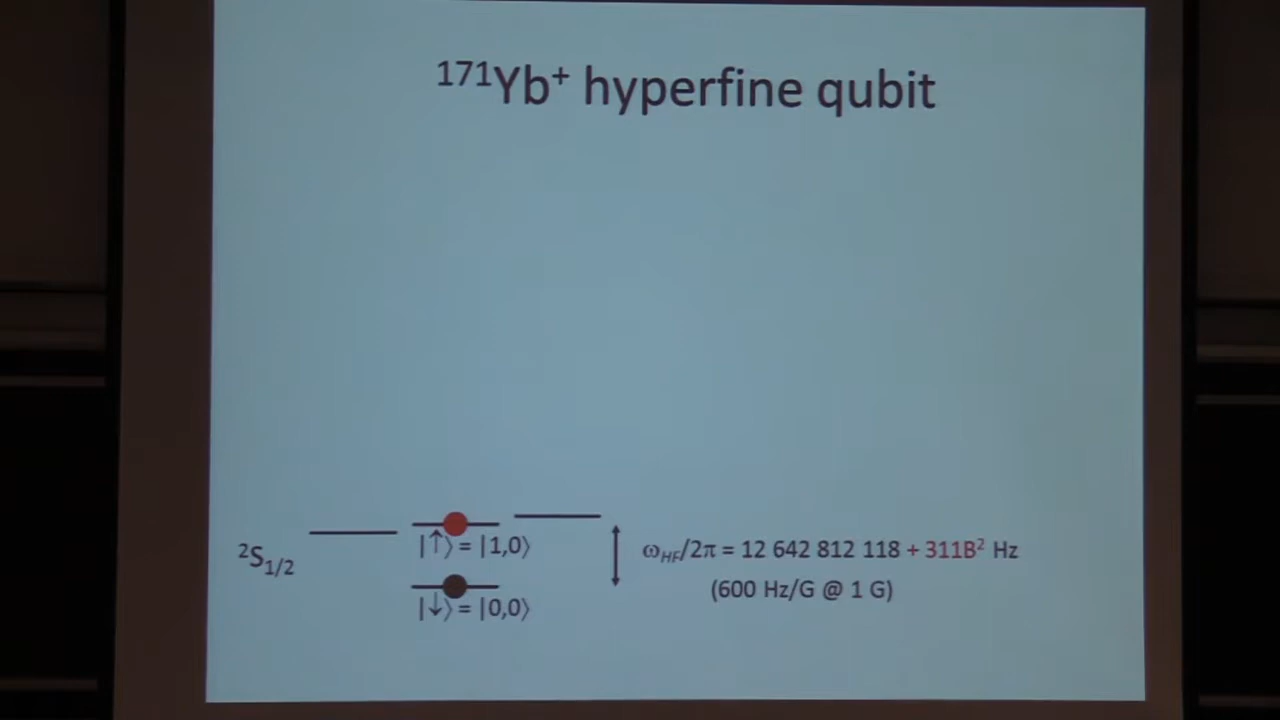 ¹⁷¹Yb⁺ hyperfine qubit
|↑⟩ = |1,0⟩
²S₁/₂
ω_HF/2π = 12 642 812 118 + 311B² Hz
(600 Hz/G @ 1 G)
|↓⟩ = |0,0⟩